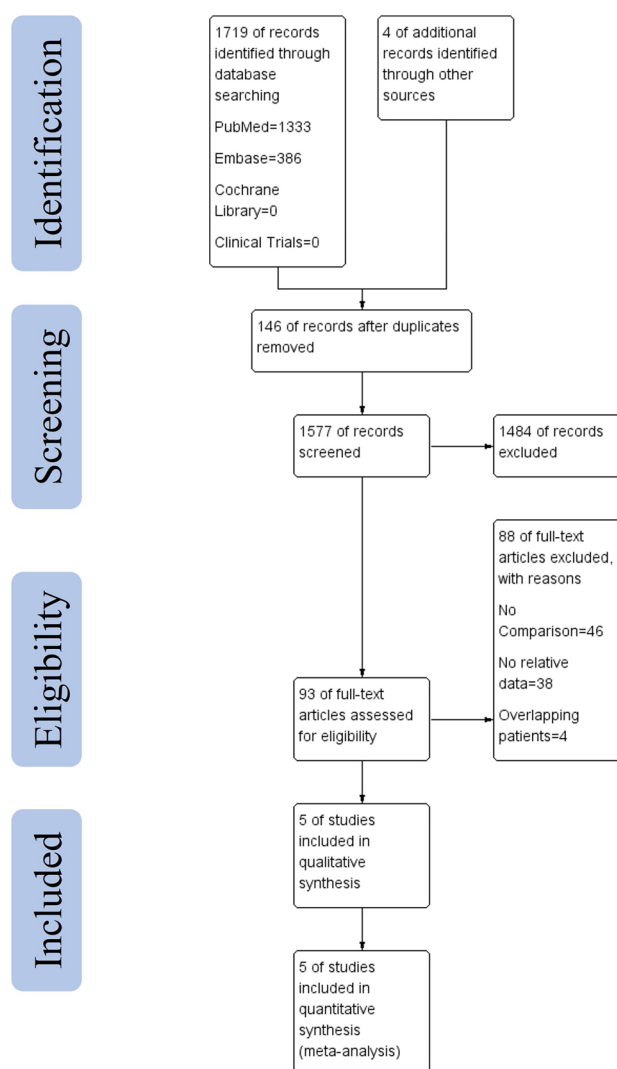 Identification
1719 of records
identified through
database
searching
PubMed=1333
Embase=386
Cochrane
Library=0
Clinical Trials=0
4 of additional
records identified
through other
sources
Screening
146 of records after duplicates
removed
1577 of records
screened
1484 of records
excluded
Eligibility
88 of full-text
articles excluded,
with reasons
No
Comparison=46
No relative
data=38
Overlapping
patients=4
93 of full-text
articles assessed
for eligibility
Included
5 of studies
included in
qualitative
synthesis
5 of studies
included in
quantitative
synthesis
(meta-analysis)